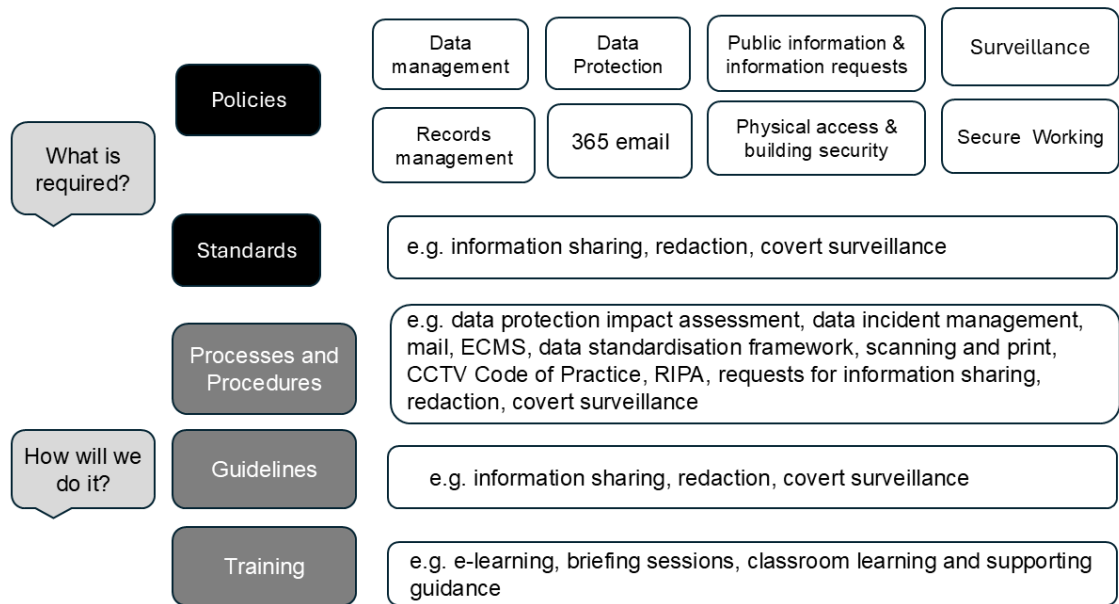 What is
required?
Policies
Data
management
Data
Protection
Public information &
information requests
Surveillance
Records
management
365 email
Physical access &
building security
Secure Working
Standards
e.g. information sharing, redaction, covert surveillance
How will we
do it?
Processes and
Procedures
e.g. data protection impact assessment, data incident management,
mail, ECMS, data standardisation framework, scanning and print,
CCTV Code of Practice, RIPA, requests for information sharing,
redaction, covert surveillance
Guidelines
e.g. information sharing, redaction, covert surveillance
Training
e.g. e-learning, briefing sessions, classroom learning and supporting
guidance